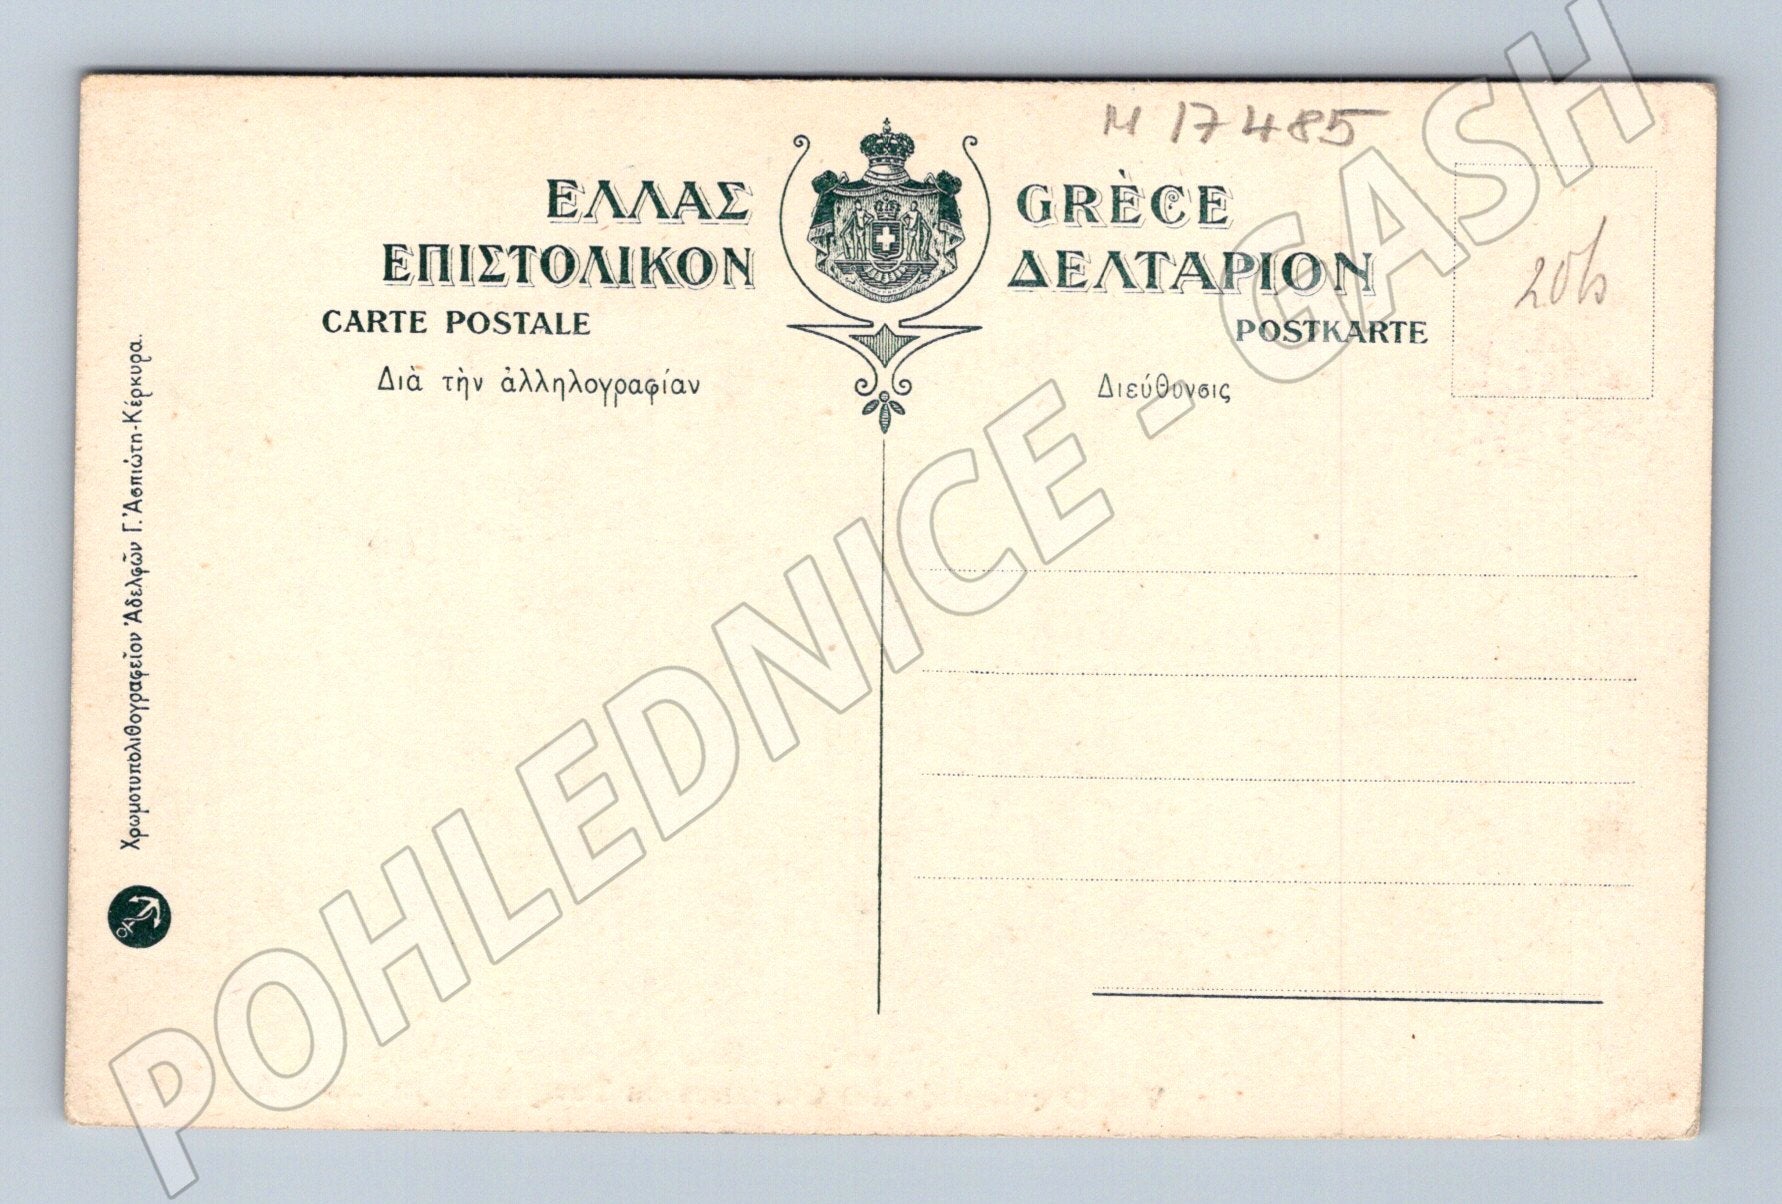 M 17485
ΕΛΛΑΣ GRÈCE
ΕΠΙΣΤΟΛΙΚΟΝ ΔΕΛΤΑΡΙΟΝ
CARTE POSTALE POSTKARTE
Διὰ τὴν ἀλληλογραφίαν Διεύθυνσις
Χρωμοτυπολιθογραφεῖον Ἀδελφῶν Γ. Ἀσπιώτη-Κέρκυρα.
POHLEDNICE - GASH